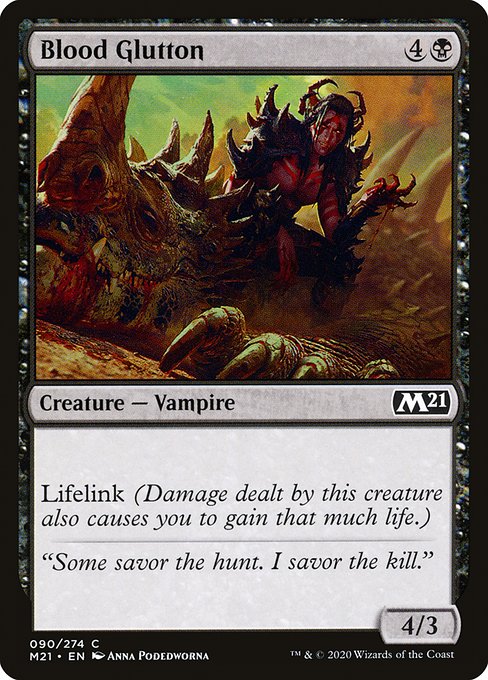 Blood Glutton 4
Creature — Vampire M21
Lifelink (Damage dealt by this creature
also causes you to gain that much life.)
“Some savor the hunt. I savor the kill.”
4/3
090/274 C
M21 • EN Anna Podedworna ™ & © 2020 Wizards of the Coast